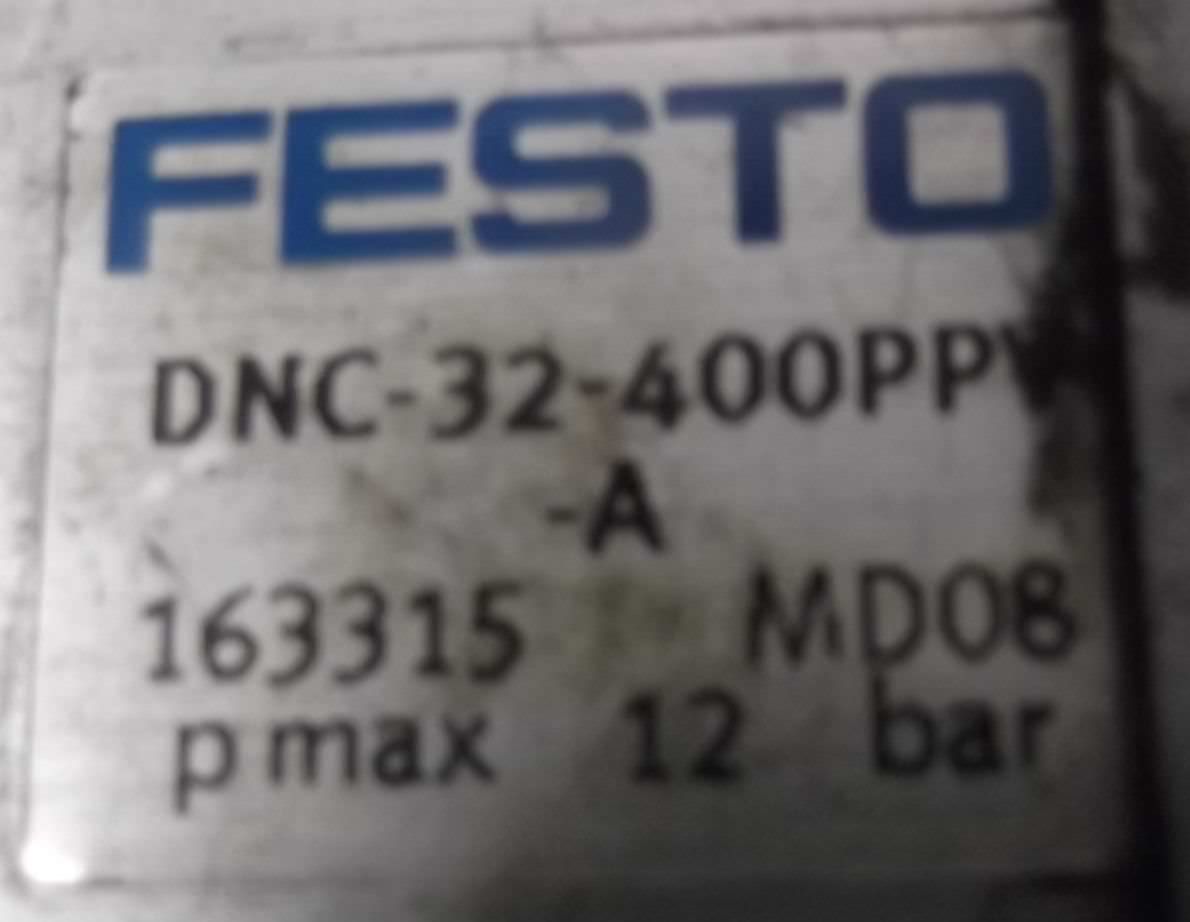 FESTO
DNC-32-400PPV
-A
163315 MD08
p max 12 bar